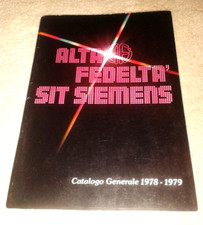 ALTA
FEDELTA'
SIT SIEMENS
Catalogo Generale 1978-1979